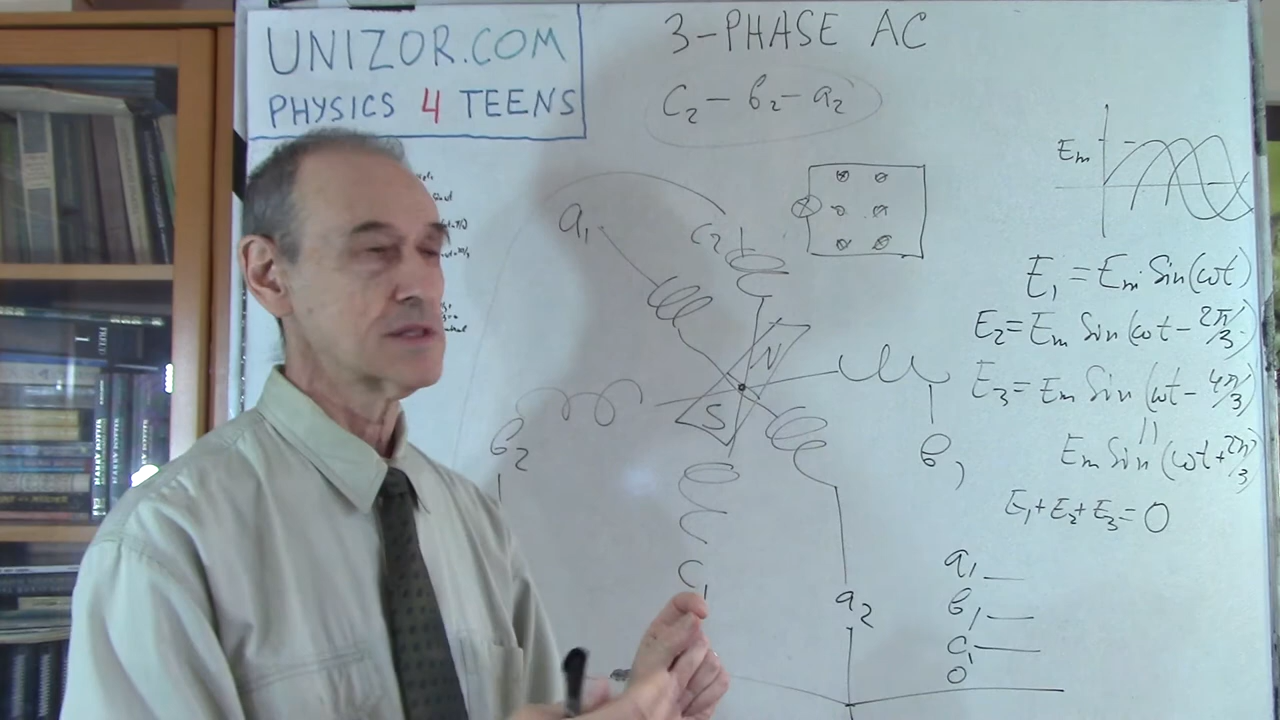 UNIZOR.COM
PHYSICS 4 TEENS
3-PHASE AC
C₂ - b₂ - a₂
Eₘ
a₁
C₂
N
S
b₂
b₁
C₁
a₂
E₁ = Eₘ Sin(ωt)
E₂ = Eₘ Sin(ωt - 2π/3)
E₃ = Eₘ Sin(ωt - 4π/3)
=
Eₘ Sin(ωt + 2π/3)
E₁ + E₂ + E₃ = 0
a₁
b₁
C₁
0